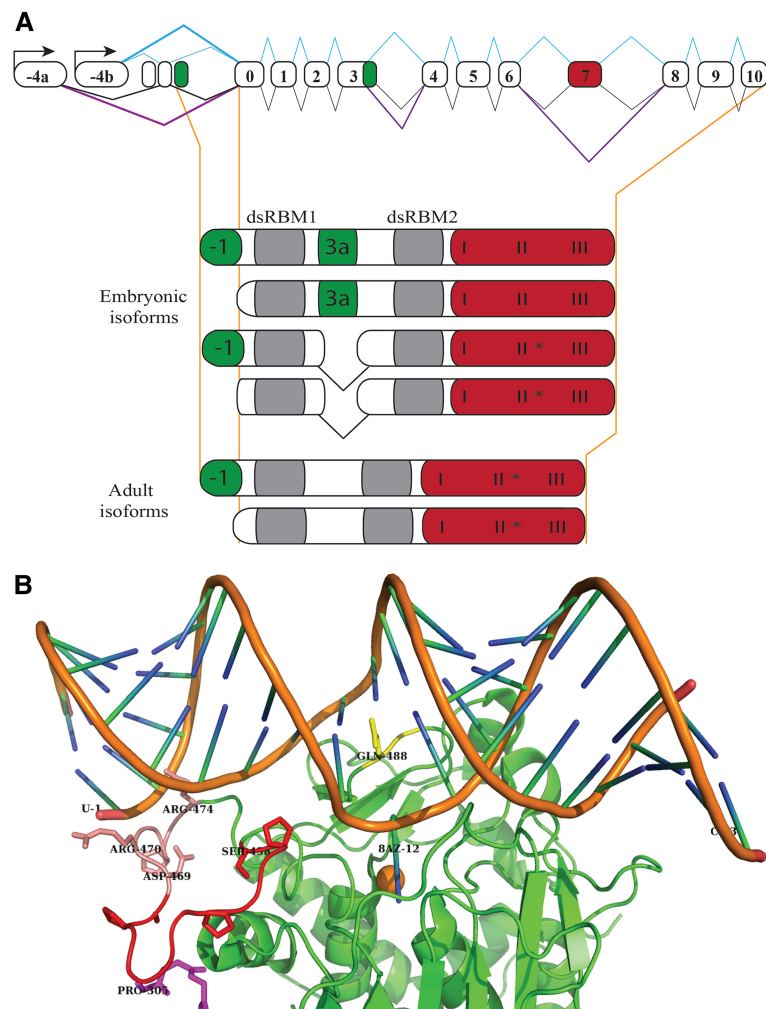 A
-4a -4b 0 1 2 3 4 5 6 7 8 9 10
dsRBM1 dsRBM2
-1 3a I II III
Embryonic
isoforms
3a I II III
-1 I II * III
I II * III
Adult
isoforms
-1 I II * III
I II * III
B
GLN-488
U-1 ARG-474
ARG-470 SER-458 8AZ-12
ASP-469
PRO-305